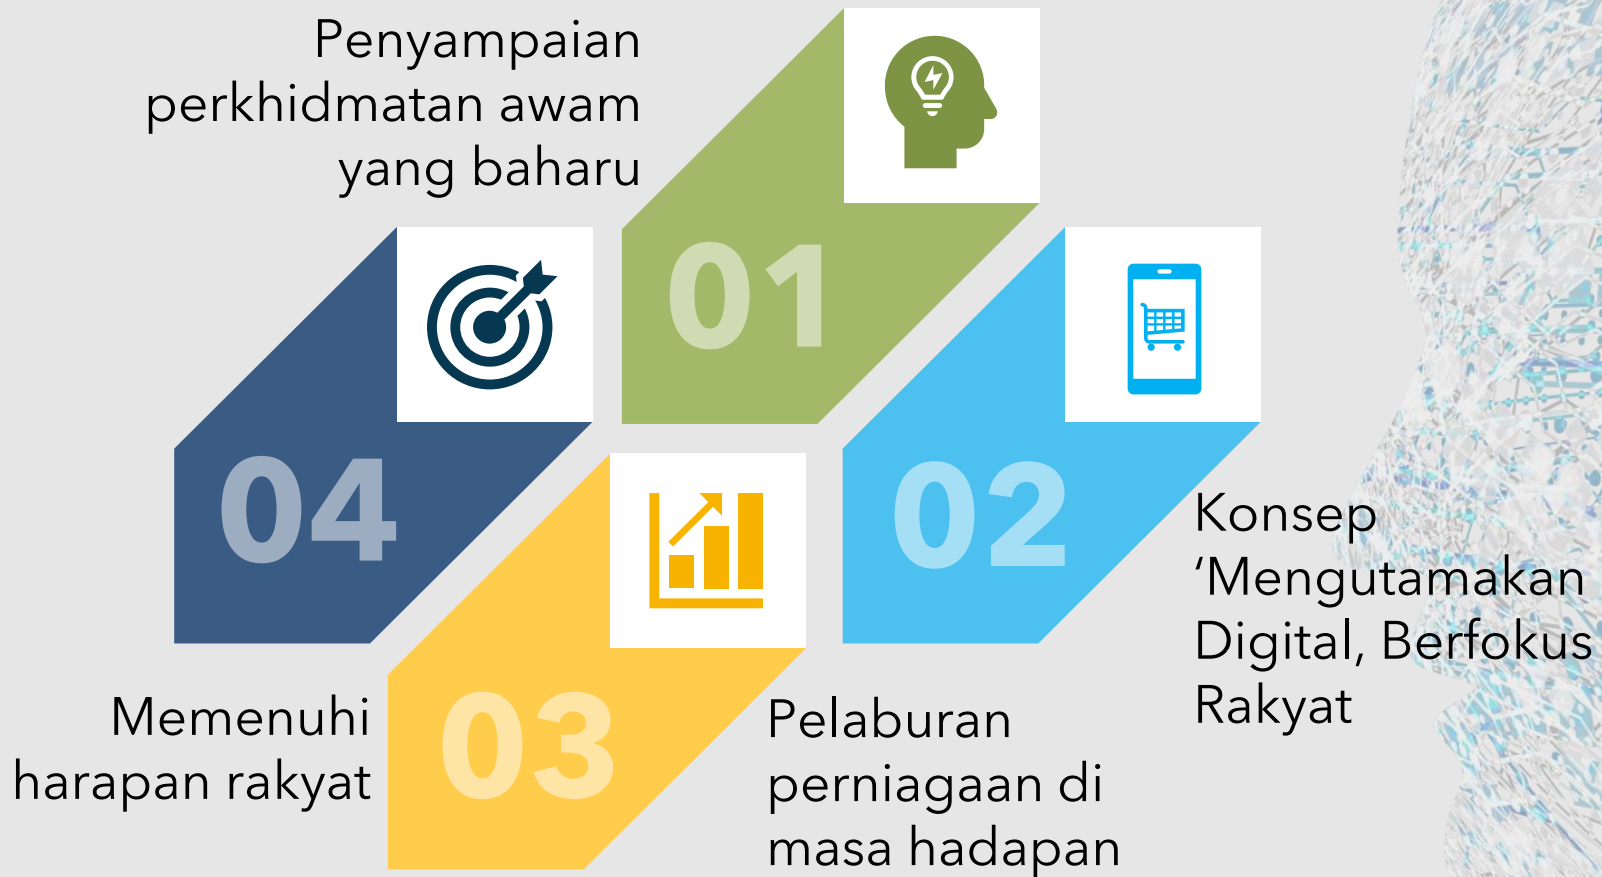 Penyampaian
perkhidmatan awam
yang baharu
01
02
Konsep
‘Mengutamakan
Digital, Berfokus
Rakyat
03
Pelaburan
perniagaan di
masa hadapan
04
Memenuhi
harapan rakyat